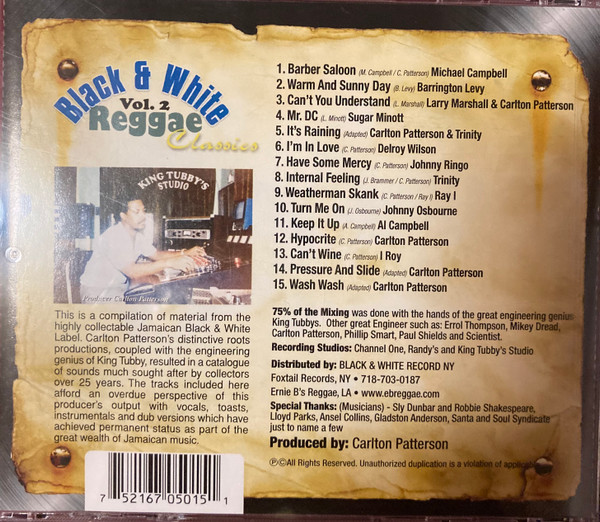 Black & White
Vol. 2
Reggae
Classics
KING TUBBY'S
STUDIO
Producer Carlton Patterson
This is a compilation of material from the
highly collectable Jamaican Black & White
Label. Carlton Patterson's distinctive roots
productions, coupled with the engineering
genius of King Tubby, resulted in a catalogue
of sounds much sought after by collectors
over 25 years. The tracks included here
afford an overdue perspective of this
producer's output with vocals, toasts,
instrumentals and dub versions which have
achieved permanent status as part of the
great wealth of Jamaican music.
7 52167 05015 1
1. Barber Saloon (M. Campbell / C. Patterson) Michael Campbell
2. Warm And Sunny Day (B. Levy) Barrington Levy
3. Can't You Understand (L. Marshall) Larry Marshall & Carlton Patterson
4. Mr. DC (L. Minott) Sugar Minott
5. It's Raining (Adapted) Carlton Patterson & Trinity
6. I'm In Love (C. Patterson) Delroy Wilson
7. Have Some Mercy (C. Patterson) Johnny Ringo
8. Internal Feeling (J. Brammer / C. Patterson) Trinity
9. Weatherman Skank (C. Patterson / Ray I) Ray I
10. Turn Me On (J. Osbourne) Johnny Osbourne
11. Keep It Up (A. Campbell) Al Campbell
12. Hypocrite (C. Patterson) Carlton Patterson
13. Can't Wine (C. Patterson) I Roy
14. Pressure And Slide (Adapted) Carlton Patterson
15. Wash Wash (Adapted) Carlton Patterson
75% of the Mixing was done with the hands of the great engineering genius
King Tubbys. Other great Engineer such as: Errol Thompson, Mikey Dread,
Carlton Patterson, Phillip Smart, Paul Shields and Scientist.
Recording Studios: Channel One, Randy's and King Tubby's Studio
Distributed by: BLACK & WHITE RECORD NY
Foxtail Records, NY • 718-703-0187
Ernie B's Reggae, LA • www.ebreggae.com
Special Thanks: (Musicians) - Sly Dunbar and Robbie Shakespeare,
Lloyd Parks, Ansel Collins, Gladston Anderson, Santa and Soul Syndicate
just to name a few
Produced by: Carlton Patterson
℗©All Rights Reserved. Unauthorized duplication is a violation of